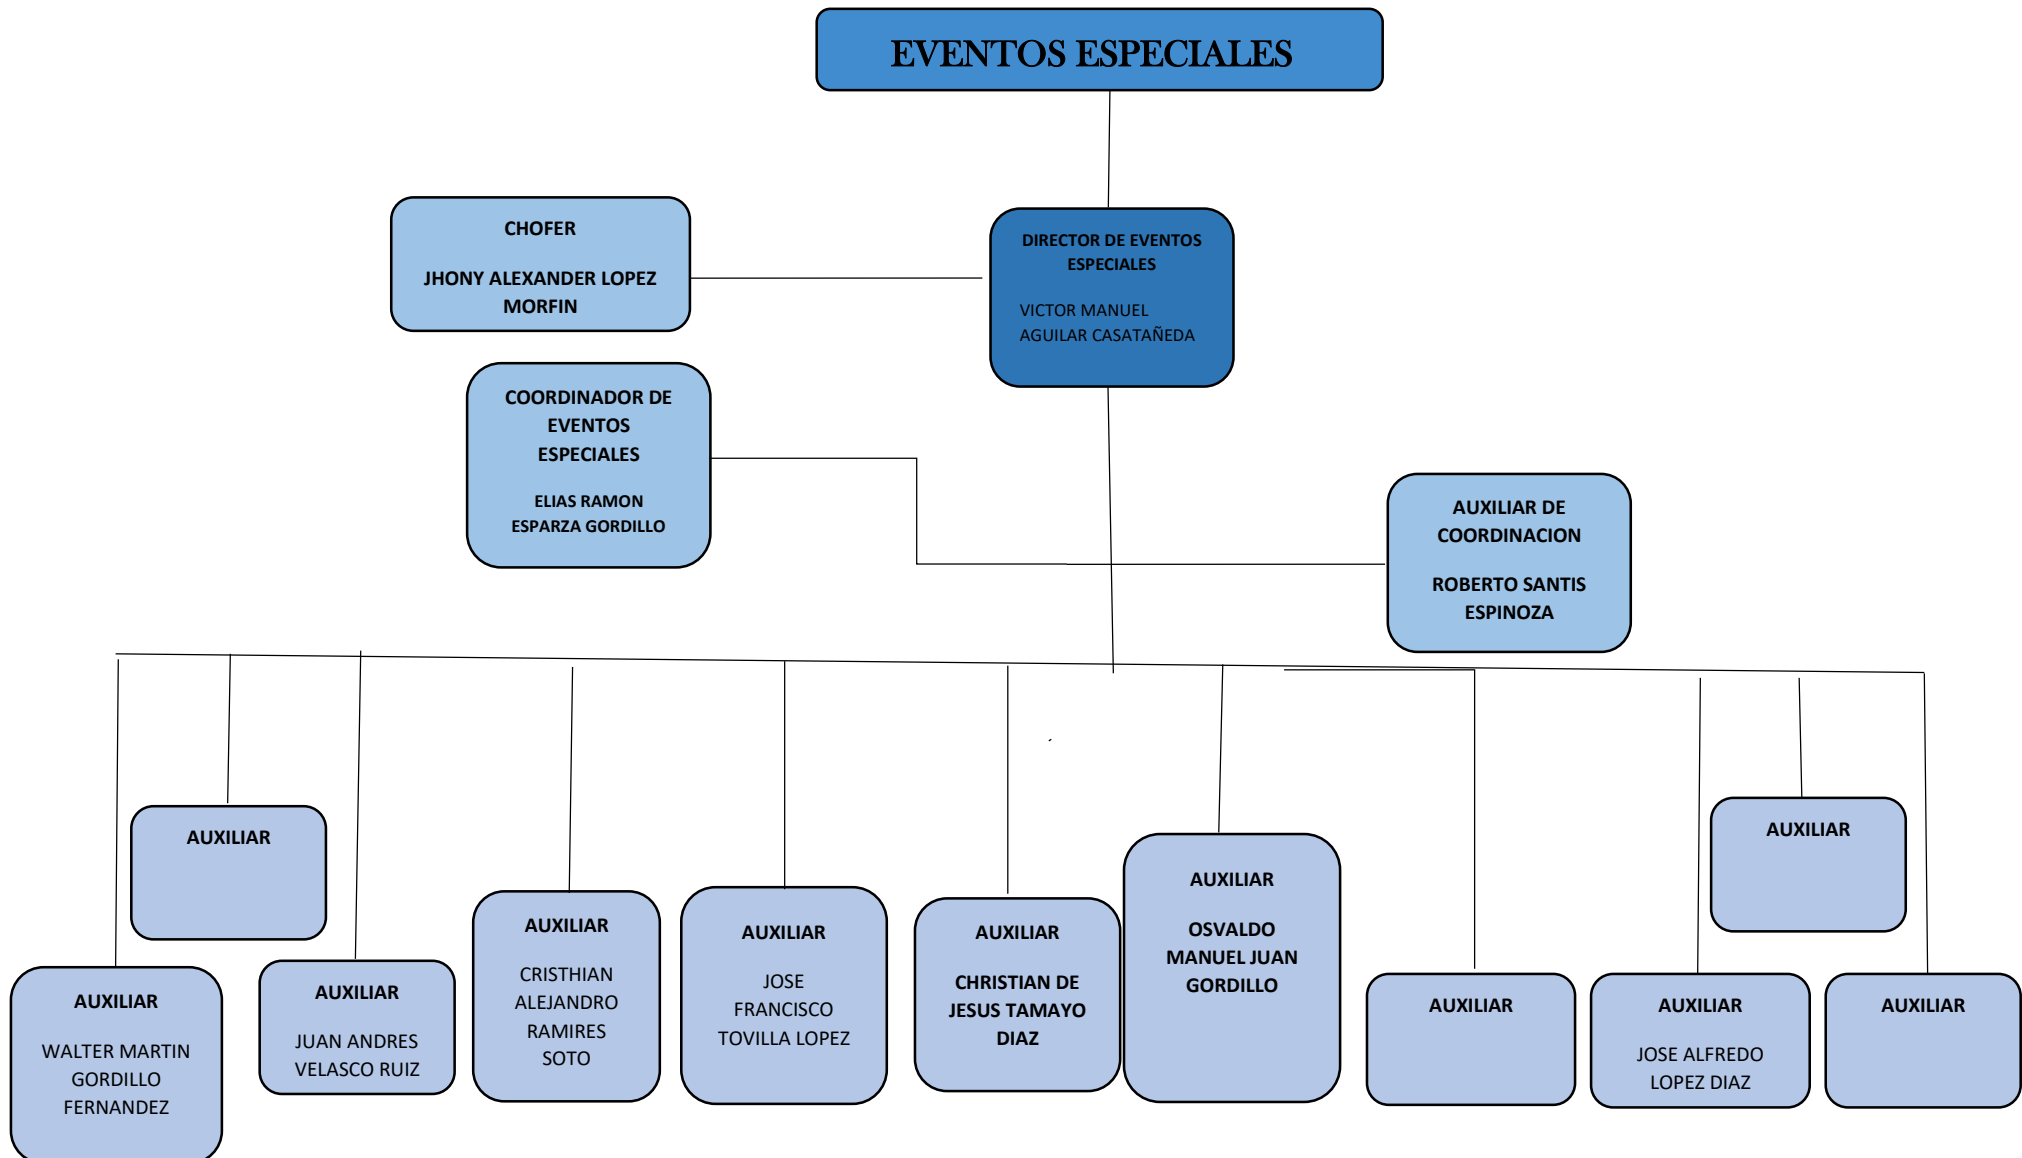 EVENTOS ESPECIALES
CHOFER
JHONY ALEXANDER LOPEZ
MORFIN
DIRECTOR DE EVENTOS
ESPECIALES
VICTOR MANUEL
AGUILAR CASATAÑEDA
COORDINADOR DE
EVENTOS
ESPECIALES
ELIAS RAMON
ESPARZA GORDILLO
AUXILIAR DE
COORDINACION
ROBERTO SANTIS
ESPINOZA
AUXILIAR
WALTER MARTIN
GORDILLO
FERNANDEZ
AUXILIAR
AUXILIAR
JUAN ANDRES
VELASCO RUIZ
AUXILIAR
CRISTHIAN
ALEJANDRO
RAMIRES
SOTO
AUXILIAR
JOSE
FRANCISCO
TOVILLA LOPEZ
AUXILIAR
CHRISTIAN DE
JESUS TAMAYO
DIAZ
AUXILIAR
OSVALDO
MANUEL JUAN
GORDILLO
AUXILIAR
AUXILIAR
JOSE ALFREDO
LOPEZ DIAZ
AUXILIAR
AUXILIAR